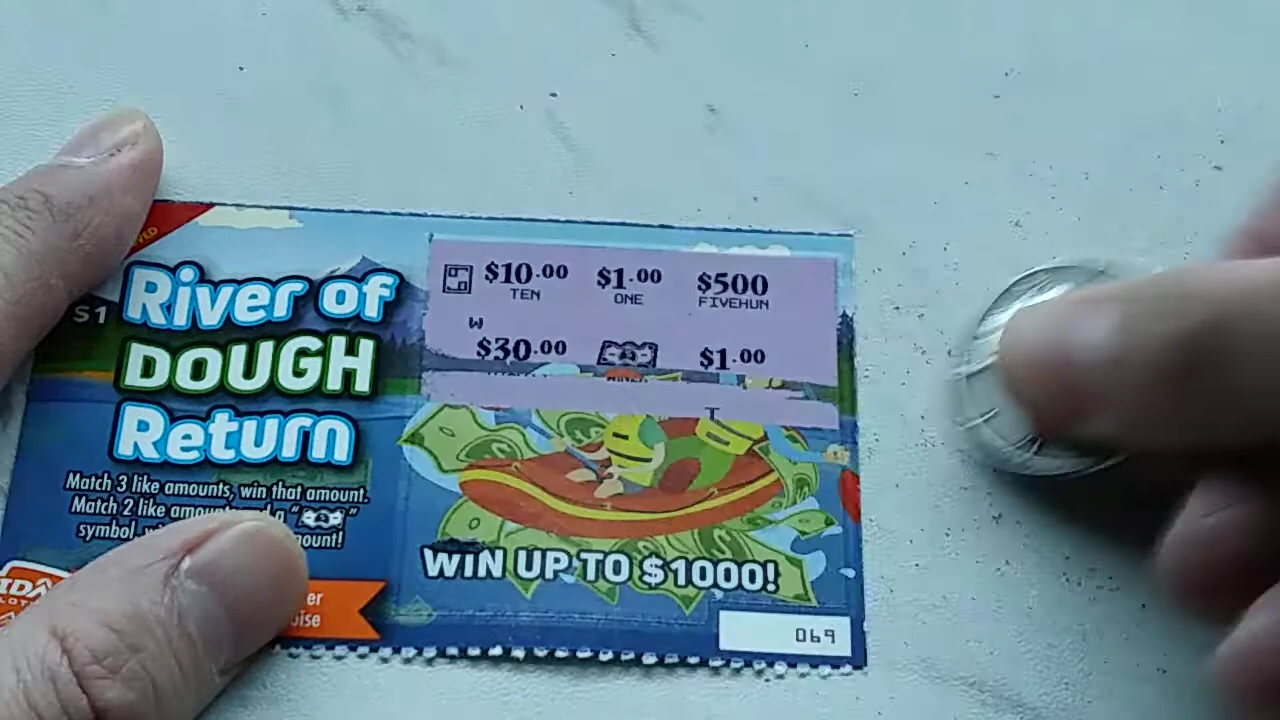 $1
River of
DOUGH
Return
Match 3 like amounts, win that amount.
Match 2 like
symbol,
$10.00 $1.00 $500
TEN ONE FIVEHUN
W
$30.00 $1.00
WIN UP TO $1000!
069